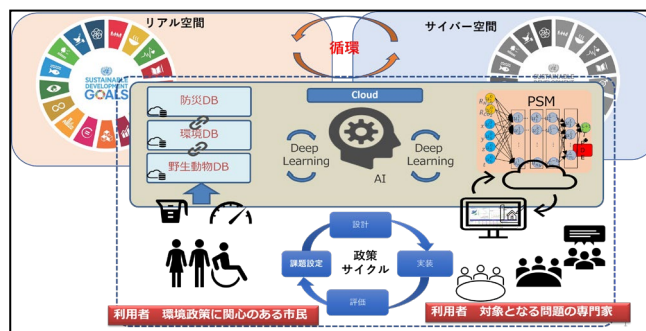 リアル空間
サイバー空間
循環
SUSTAINABLE
DEVELOPMENT
GOALS
Cloud
防災DB
環境DB
野生動物DB
Deep
Learning
AI
Deep
Learning
PSM
設計
課題設定
政策
サイクル
実装
評価
利用者　環境政策に関心のある市民
利用者　対象となる問題の専門家